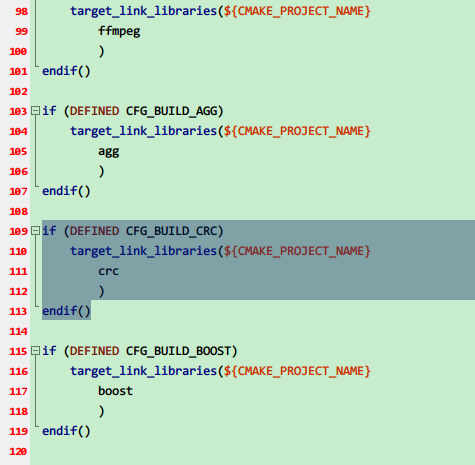 98 target_link_libraries(${CMAKE_PROJECT_NAME}
99 ffmpeg
100 )
101 endif()
102
103 if (DEFINED CFG_BUILD_AGG)
104 target_link_libraries(${CMAKE_PROJECT_NAME}
105 agg
106 )
107 endif()
108
109 if (DEFINED CFG_BUILD_CRC)
110 target_link_libraries(${CMAKE_PROJECT_NAME}
111 crc
112 )
113 endif()
114
115 if (DEFINED CFG_BUILD_BOOST)
116 target_link_libraries(${CMAKE_PROJECT_NAME}
117 boost
118 )
119 endif()
120